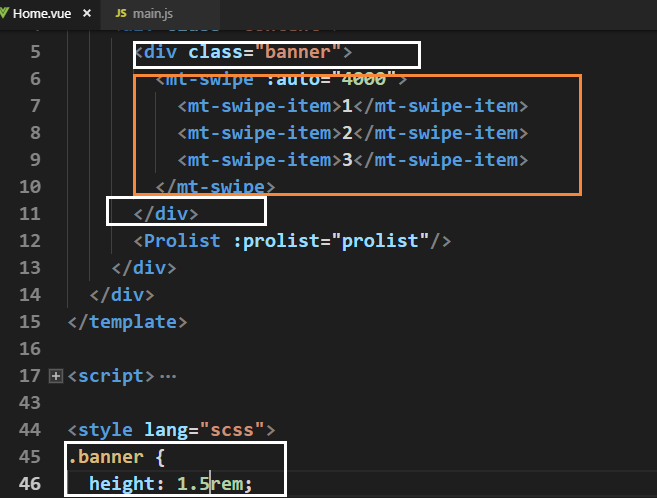 Home.vue × JS main.js
5 <div class="banner">
6 <mt-swipe :auto="4000">
7 <mt-swipe-item>1</mt-swipe-item>
8 <mt-swipe-item>2</mt-swipe-item>
9 <mt-swipe-item>3</mt-swipe-item>
10 </mt-swipe>
11 </div>
12 <Prolist :prolist="prolist"/>
13 </div>
14 </div>
15 </template>
16
17 <script>…
43
44 <style lang="scss">
45 .banner {
46 height: 1.5rem;